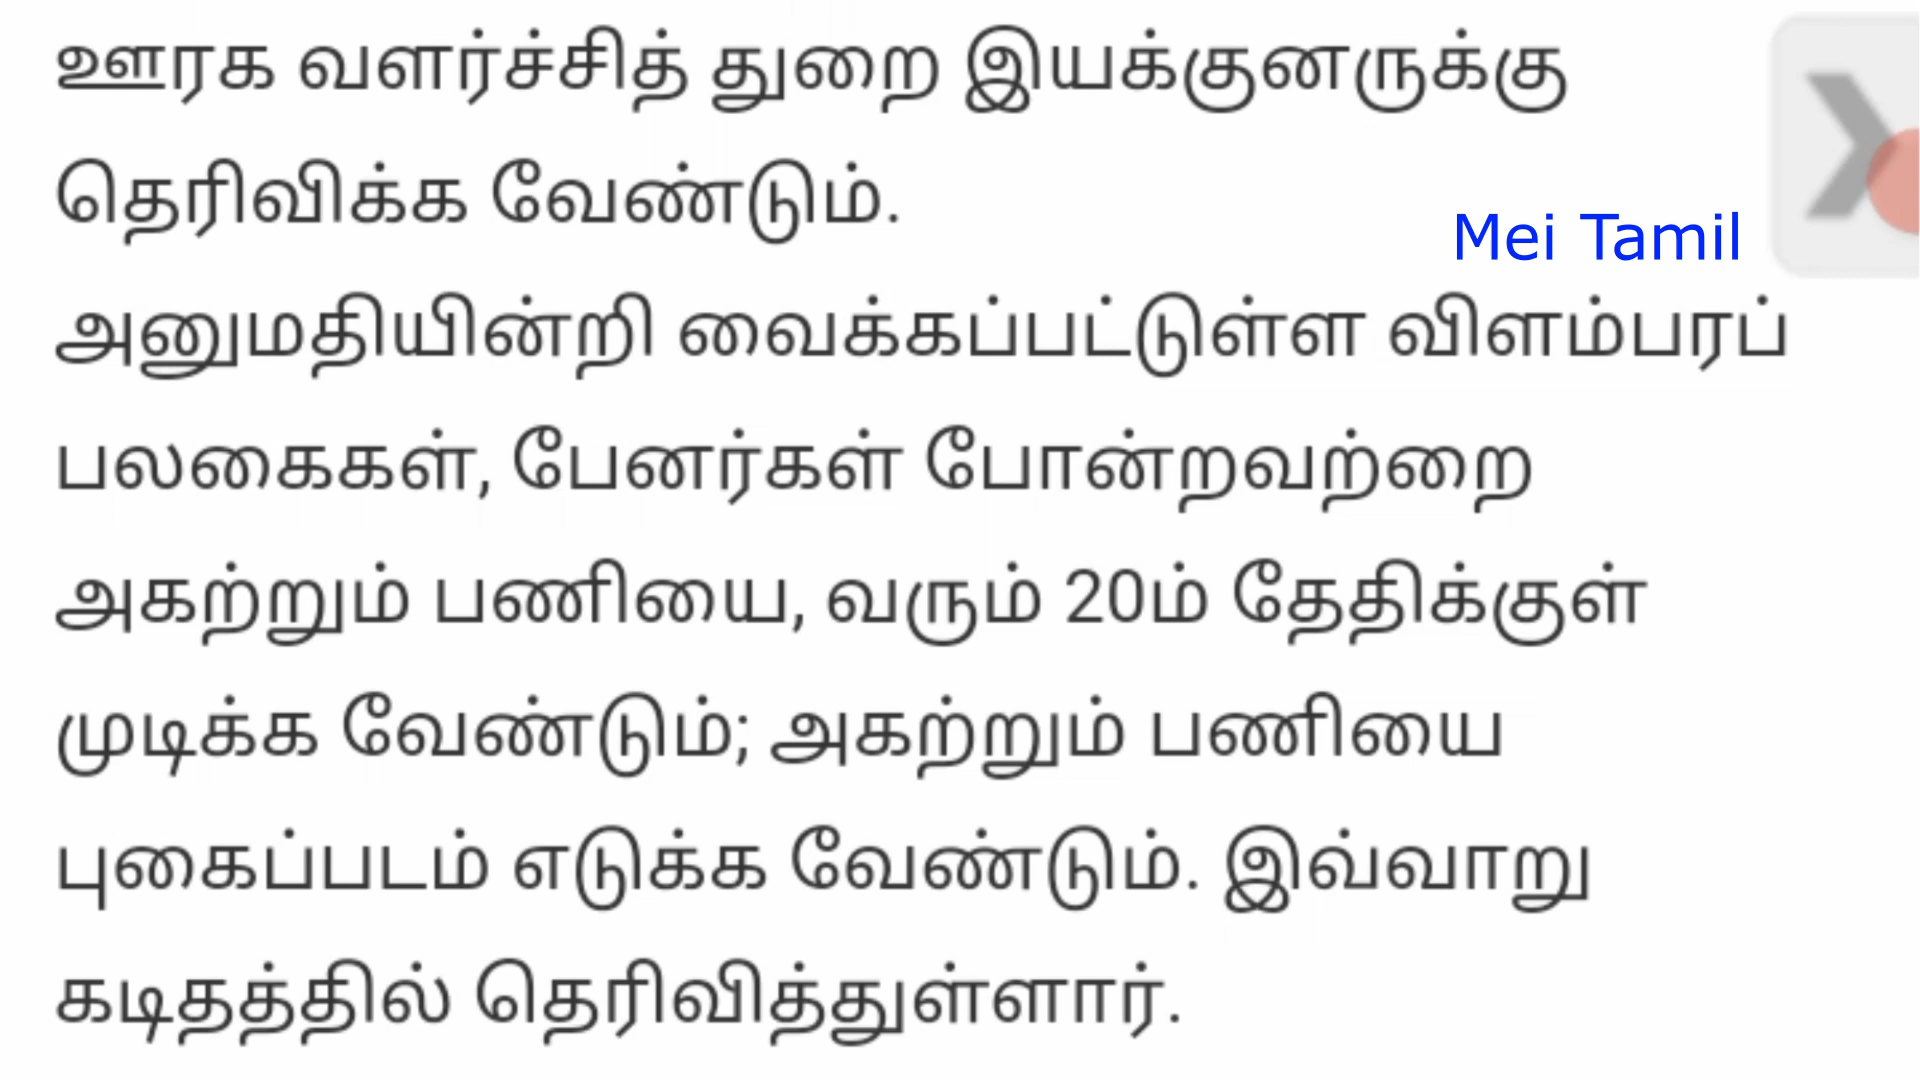 ஊரக வளர்ச்சித் துறை இயக்குனருக்கு
தெரிவிக்க வேண்டும்.
Mei Tamil
அனுமதியின்றி வைக்கப்பட்டுள்ள விளம்பரப்
பலகைகள், பேனர்கள் போன்றவற்றை
அகற்றும் பணியை, வரும் 20ம் தேதிக்குள்
முடிக்க வேண்டும்; அகற்றும் பணியை
புகைப்படம் எடுக்க வேண்டும். இவ்வாறு
கடிதத்தில் தெரிவித்துள்ளார்.